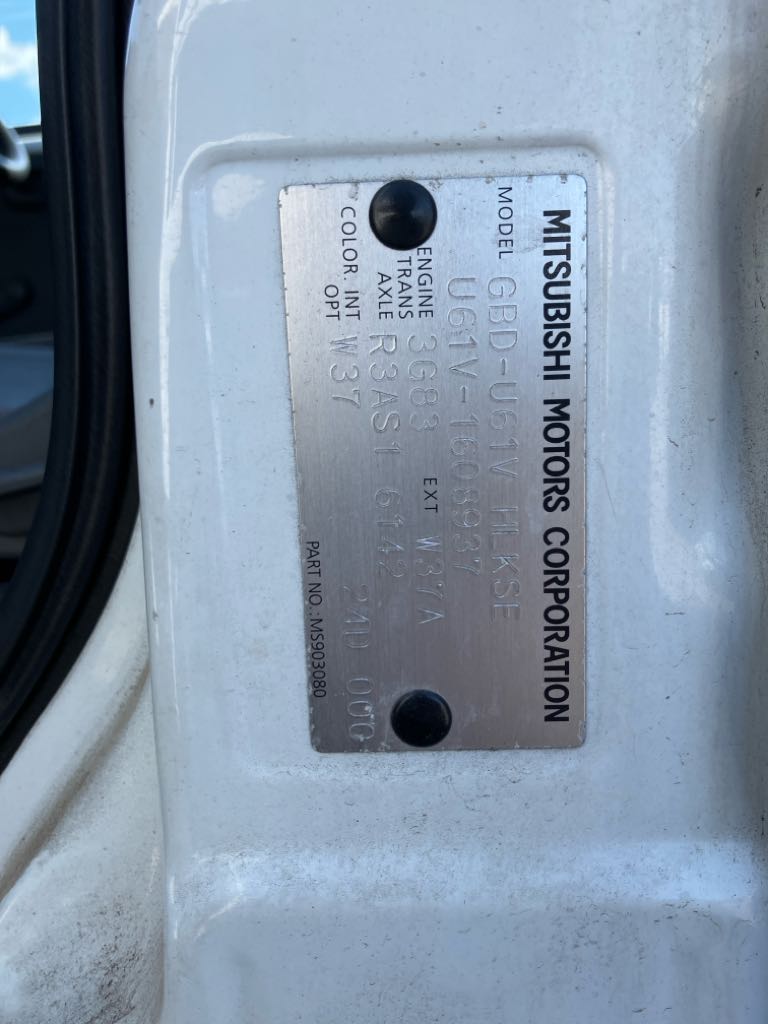 MITSUBISHI MOTORS CORPORATION
MODEL GBD-U61V HLKSE
U61V-1608937
ENGINE 3G83 EXT W37A
TRANS
AXLE R3AS1 6142
COLOR. INT W37 24D 000
OPT
PART NO.:MS903080